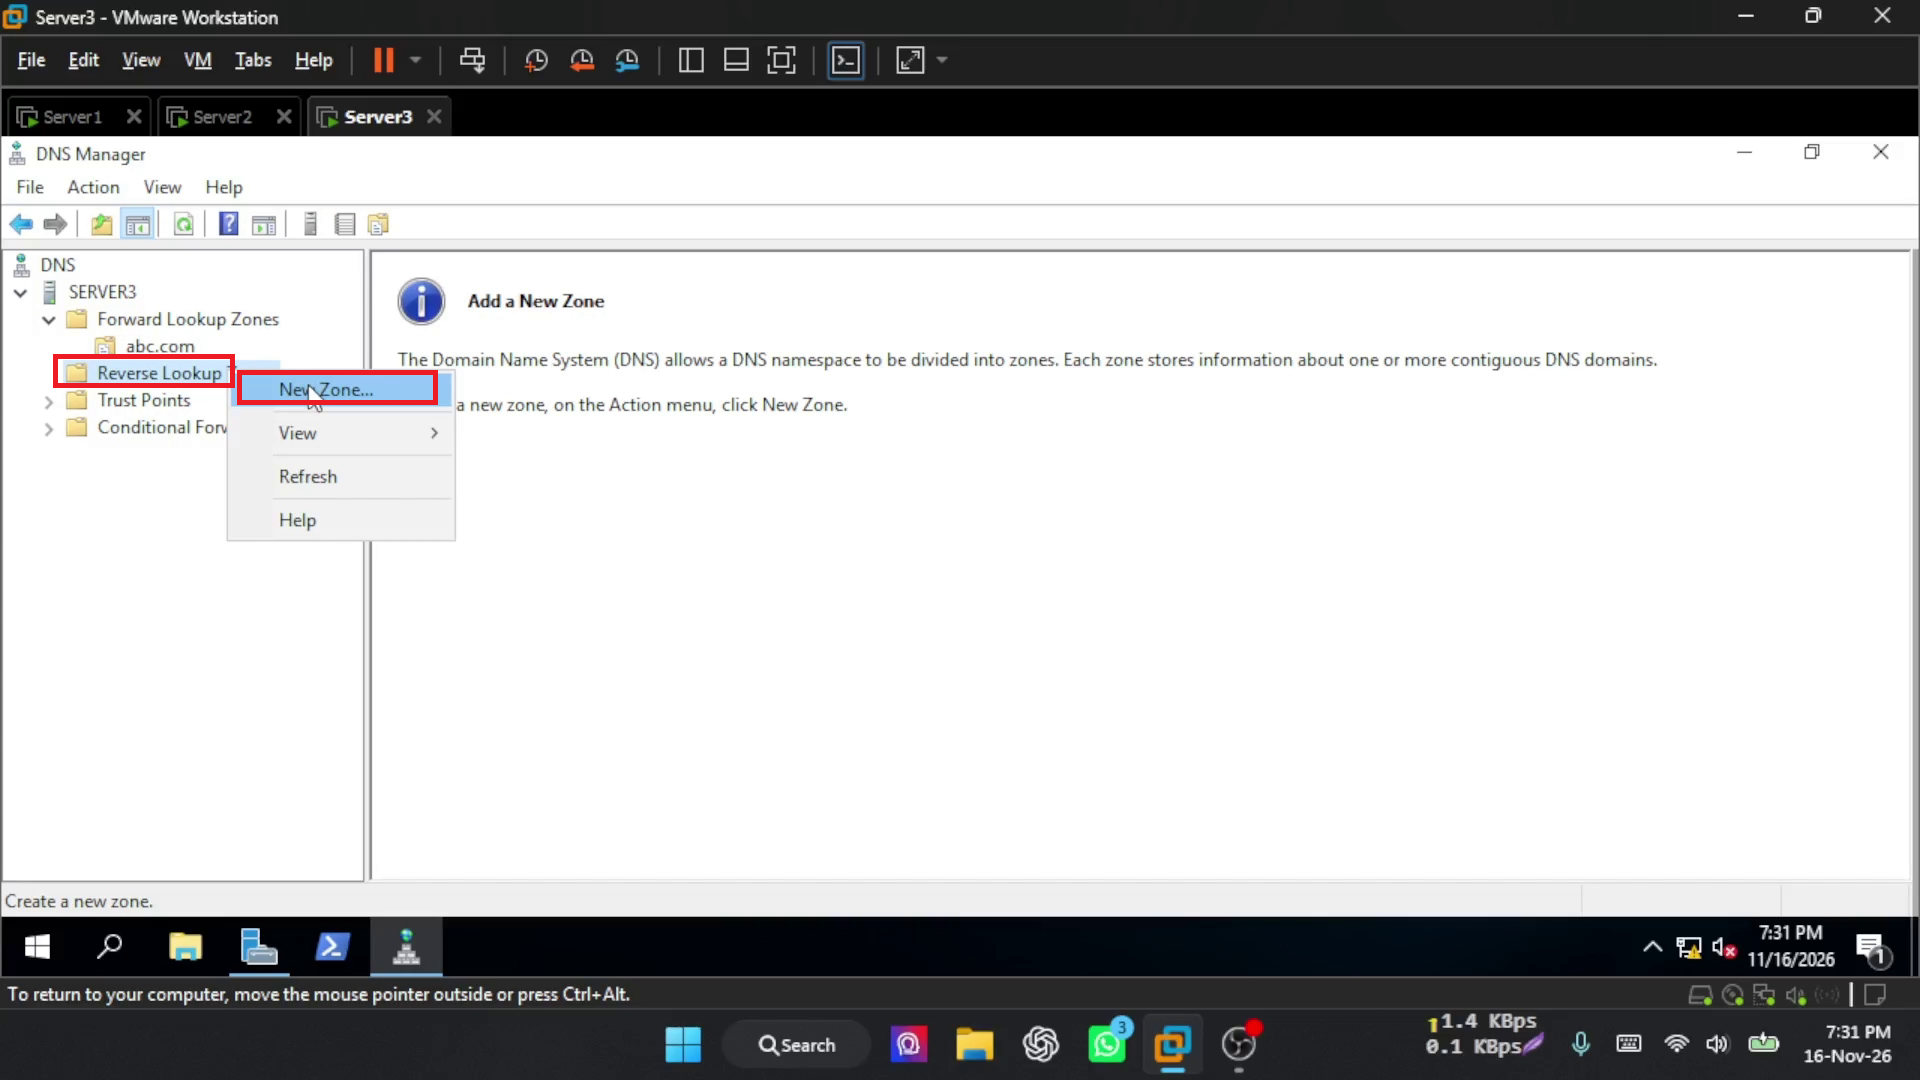 Server3 - VMware Workstation
File Edit View VM Tabs Help
Server1 Server2 Server3
DNS Manager
File Action View Help
DNS
SERVER3
Forward Lookup Zones
abc.com
Reverse Lookup
Trust Points
Conditional Forw
New Zone...
View
Refresh
Help
Add a New Zone
The Domain Name System (DNS) allows a DNS namespace to be divided into zones. Each zone stores information about one or more contiguous DNS domains.
a new zone, on the Action menu, click New Zone.
Create a new zone.
7:31 PM
11/16/2026
1
To return to your computer, move the mouse pointer outside or press Ctrl+Alt.
Search
3
1.4 KBps
0.1 KBps
7:31 PM
16-Nov-26